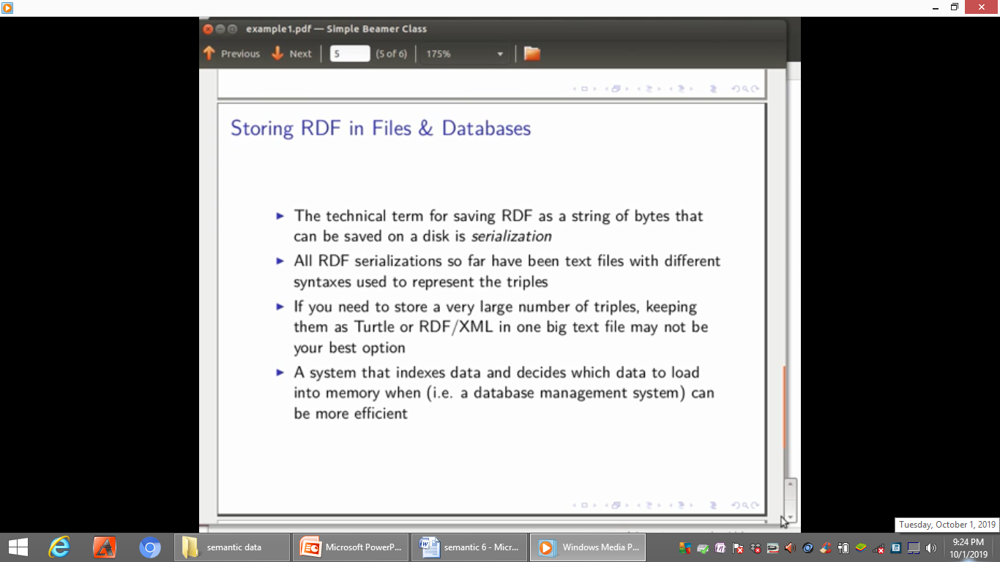 example1.pdf — Simple Beamer Class
Previous Next 5 (5 of 6) 175%
Storing RDF in Files & Databases
The technical term for saving RDF as a string of bytes that
can be saved on a disk is serialization
All RDF serializations so far have been text files with different
syntaxes used to represent the triples
If you need to store a very large number of triples, keeping
them as Turtle or RDF/XML in one big text file may not be
your best option
A system that indexes data and decides which data to load
into memory when (i.e. a database management system) can
be more efficient
Tuesday, October 1, 2019
semantic data
Microsoft PowerP...
semantic 6 - Micr...
Windows Media P...
9:24 PM
10/1/2019